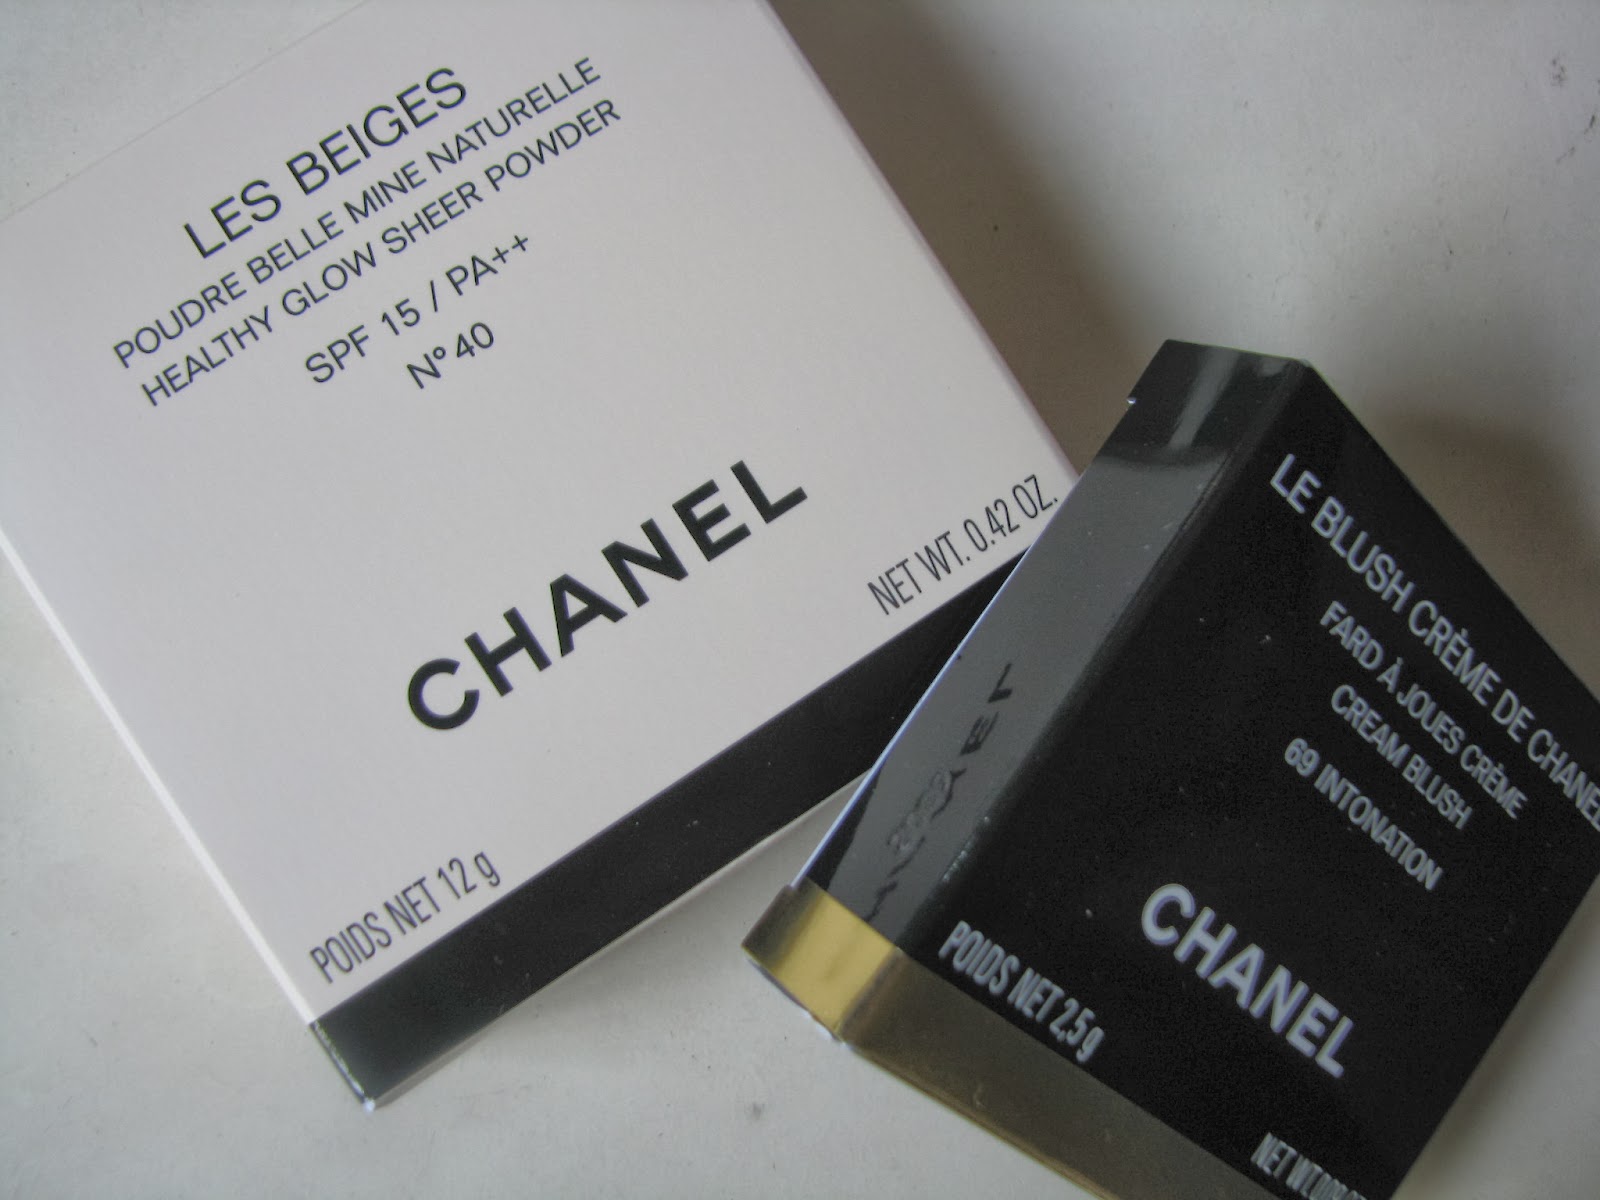 LES BEIGES
POUDRE BELLE MINE NATURELLE
HEALTHY GLOW SHEER POWDER
SPF 15 / PA++
N° 40
CHANEL
POIDS NET 12 g
NET WT. 0.42 OZ.
LE BLUSH CRÈME DE CHANEL
FARD À JOUES CRÈME
CREAM BLUSH
69 INTONATION
CHANEL
POIDS NET 2,5 g
NET WT.